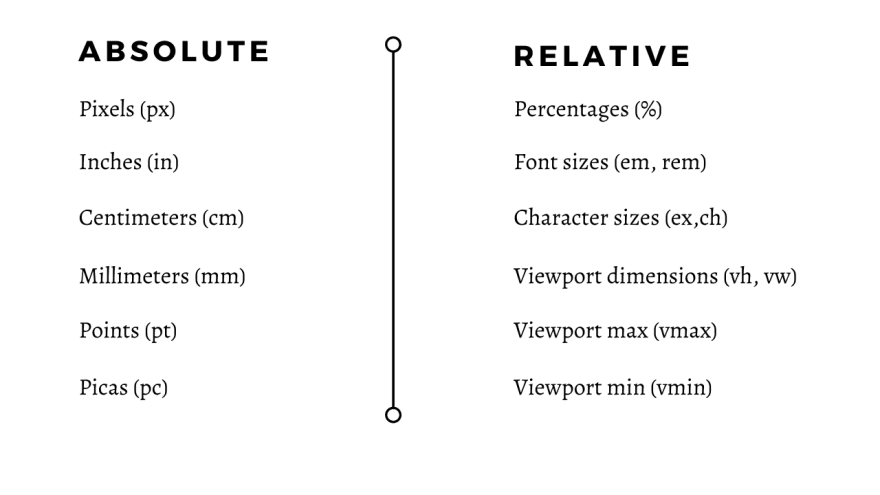 ABSOLUTE
Pixels (px)
Inches (in)
Centimeters (cm)
Millimeters (mm)
Points (pt)
Picas (pc)
RELATIVE
Percentages (%)
Font sizes (em, rem)
Character sizes (ex,ch)
Viewport dimensions (vh, vw)
Viewport max (vmax)
Viewport min (vmin)